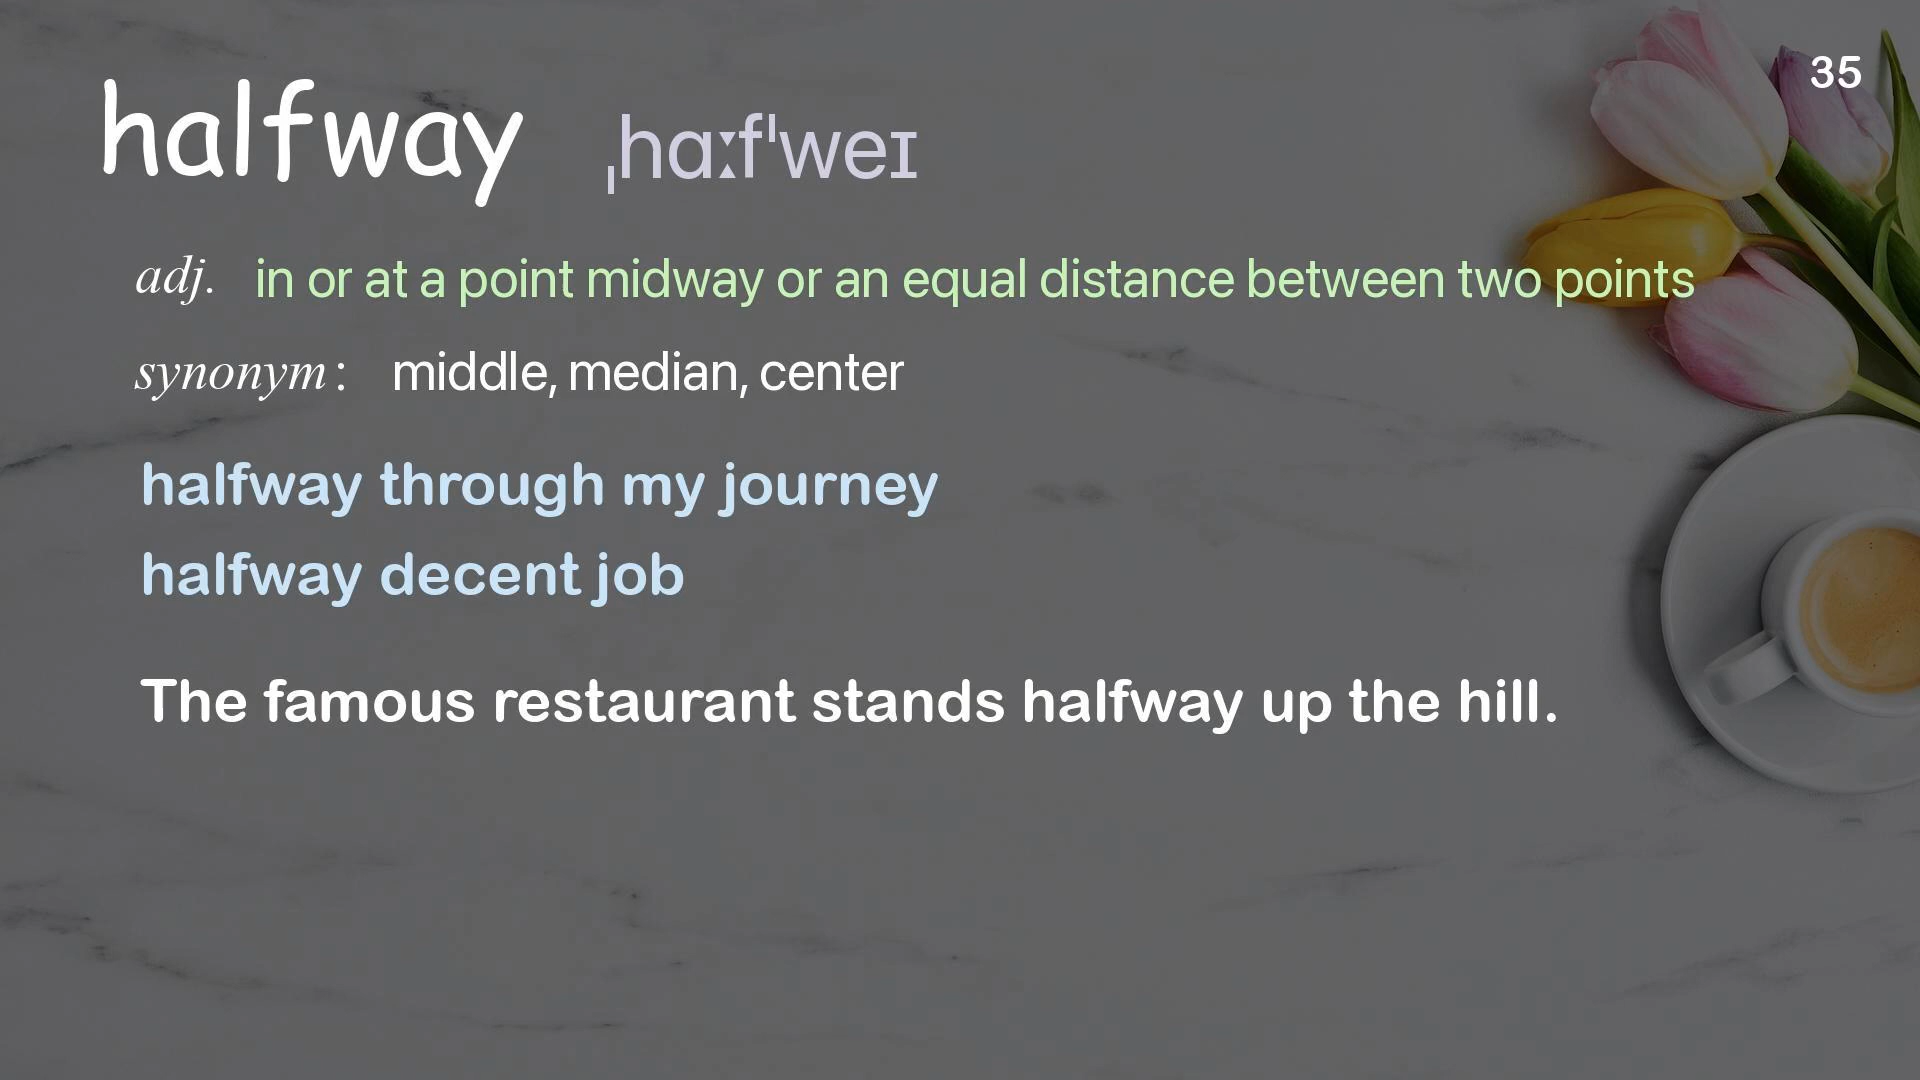 35
halfway ˌhɑːfˈweɪ
adj. in or at a point midway or an equal distance between two points
synonym: middle, median, center
halfway through my journey
halfway decent job
The famous restaurant stands halfway up the hill.